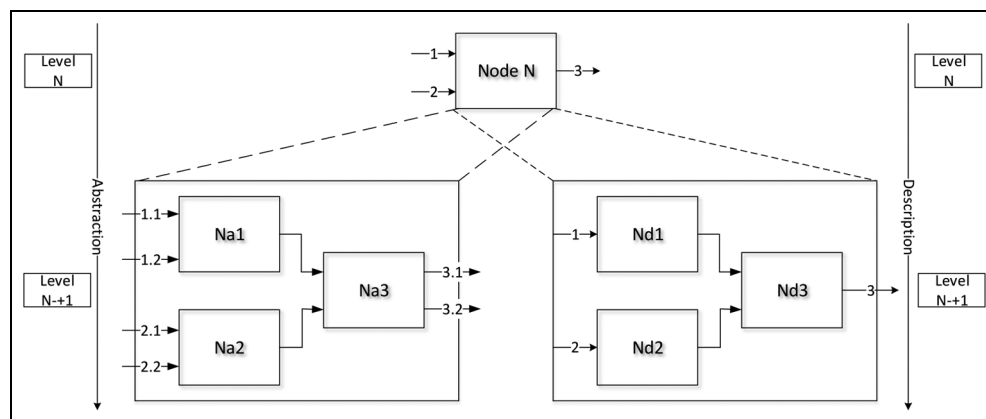 Level
N
1
2
Node N
3
Level
N
Abstraction
Description
1.1
1.2
Na1
2.1
2.2
Na2
Na3
3.1
3.2
1
Nd1
2
Nd2
Nd3
3
Level
N-+1
Level
N-+1